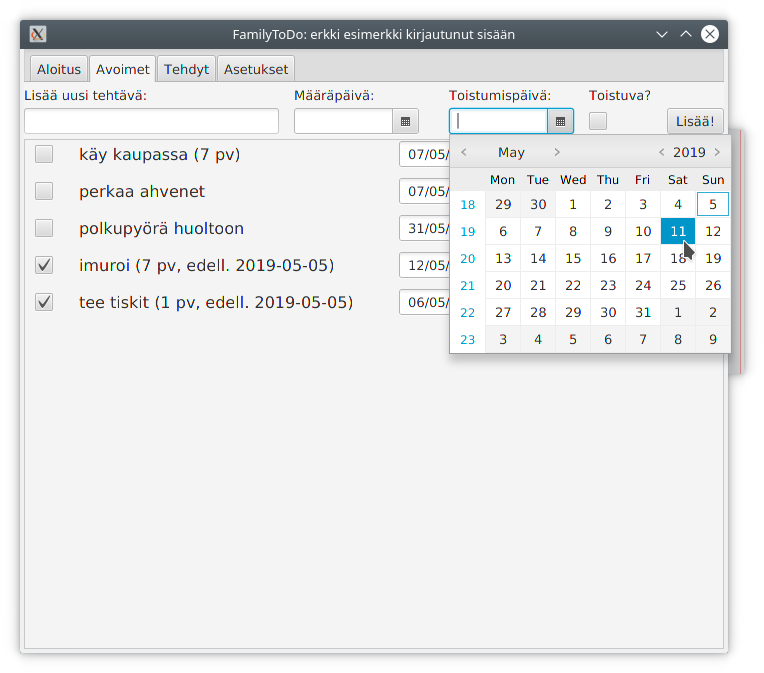 FamilyToDo: erkki esimerkki kirjautunut sisään
Aloitus Avoimet Tehdyt Asetukset
Lisää uusi tehtävä: Määräpäivä: Toistumispäivä: Toistuva?
Lisää!
käy kaupassa (7 pv) 07/05/
perkaa ahvenet 07/05/
polkupyörä huoltoon 31/05/
imuroi (7 pv, edell. 2019-05-05) 12/05/
tee tiskit (1 pv, edell. 2019-05-05) 06/05/
< May > < 2019 >
Mon Tue Wed Thu Fri Sat Sun
18 29 30 1 2 3 4 5
19 6 7 8 9 10 11 12
20 13 14 15 16 17 18 19
21 20 21 22 23 24 25 26
22 27 28 29 30 31 1 2
23 3 4 5 6 7 8 9